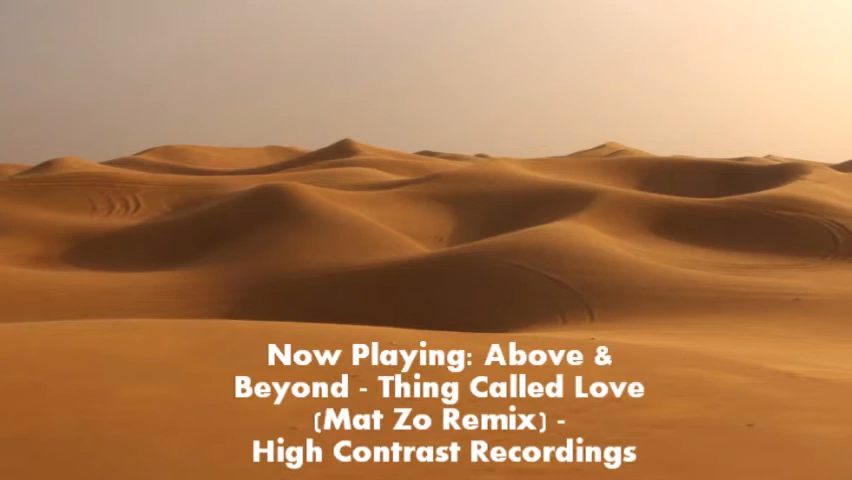 Now Playing: Above &
Beyond - Thing Called Love
(Mat Zo Remix) -
High Contrast Recordings